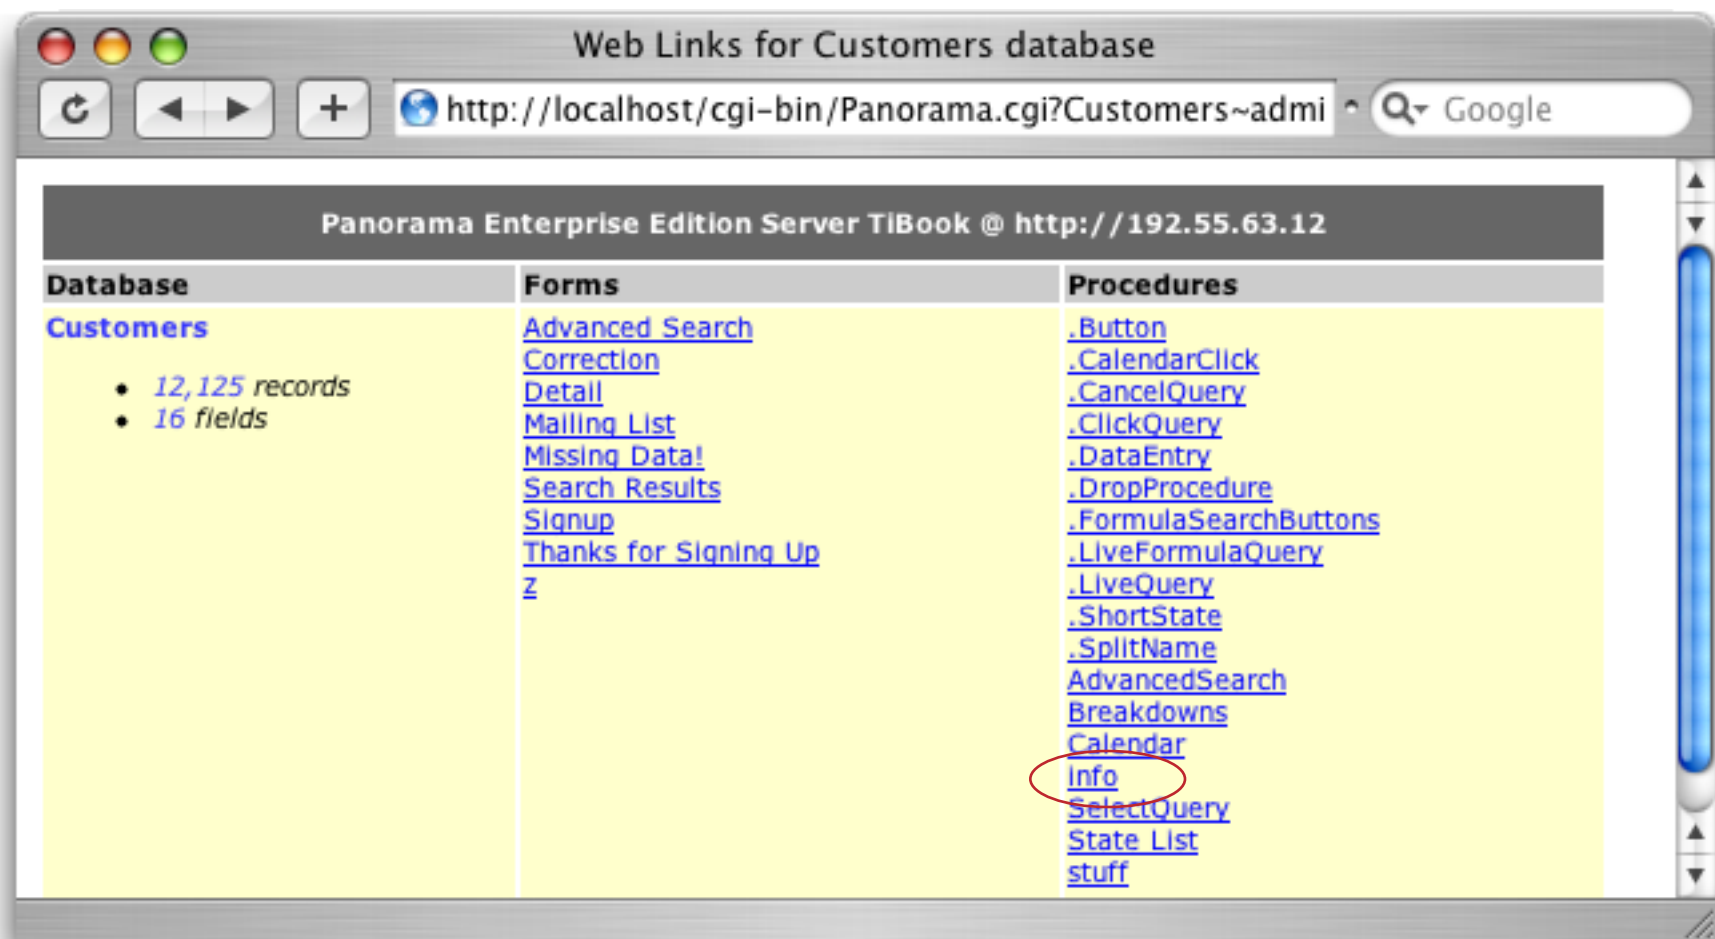 Web Links for Customers database
http://localhost/cgi-bin/Panorama.cgi?Customers~admi
Google
Panorama Enterprise Edition Server TiBook @ http://192.55.63.12
Database Forms Procedures
Customers
12,125 records
16 fields
Advanced Search
Correction
Detail
Mailing List
Missing Data!
Search Results
Signup
Thanks for Signing Up
z
.Button
.CalendarClick
.CancelQuery
.ClickQuery
.DataEntry
.DropProcedure
.FormulaSearchButtons
.LiveFormulaQuery
.LiveQuery
.ShortState
.SplitName
AdvancedSearch
Breakdowns
Calendar
info
SelectQuery
State List
stuff